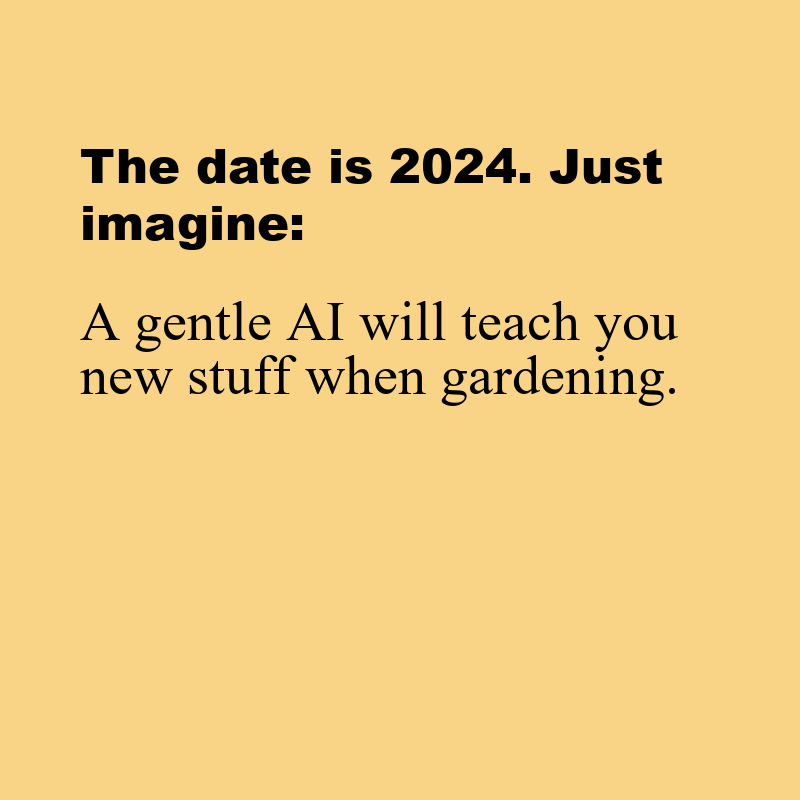 The date is 2024. Just
imagine:
A gentle AI will teach you
new stuff when gardening.